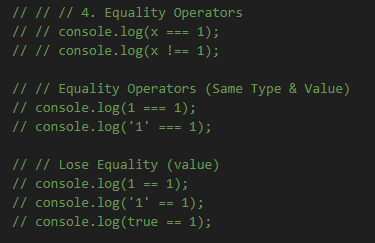 // // // 4. Equality Operators
// // console.log(x === 1);
// // console.log(x !== 1);
// // Equality Operators (Same Type & Value)
// console.log(1 === 1);
// console.log('1' === 1);
// // Lose Equality (value)
// console.log(1 == 1);
// console.log('1' == 1);
// console.log(true == 1);